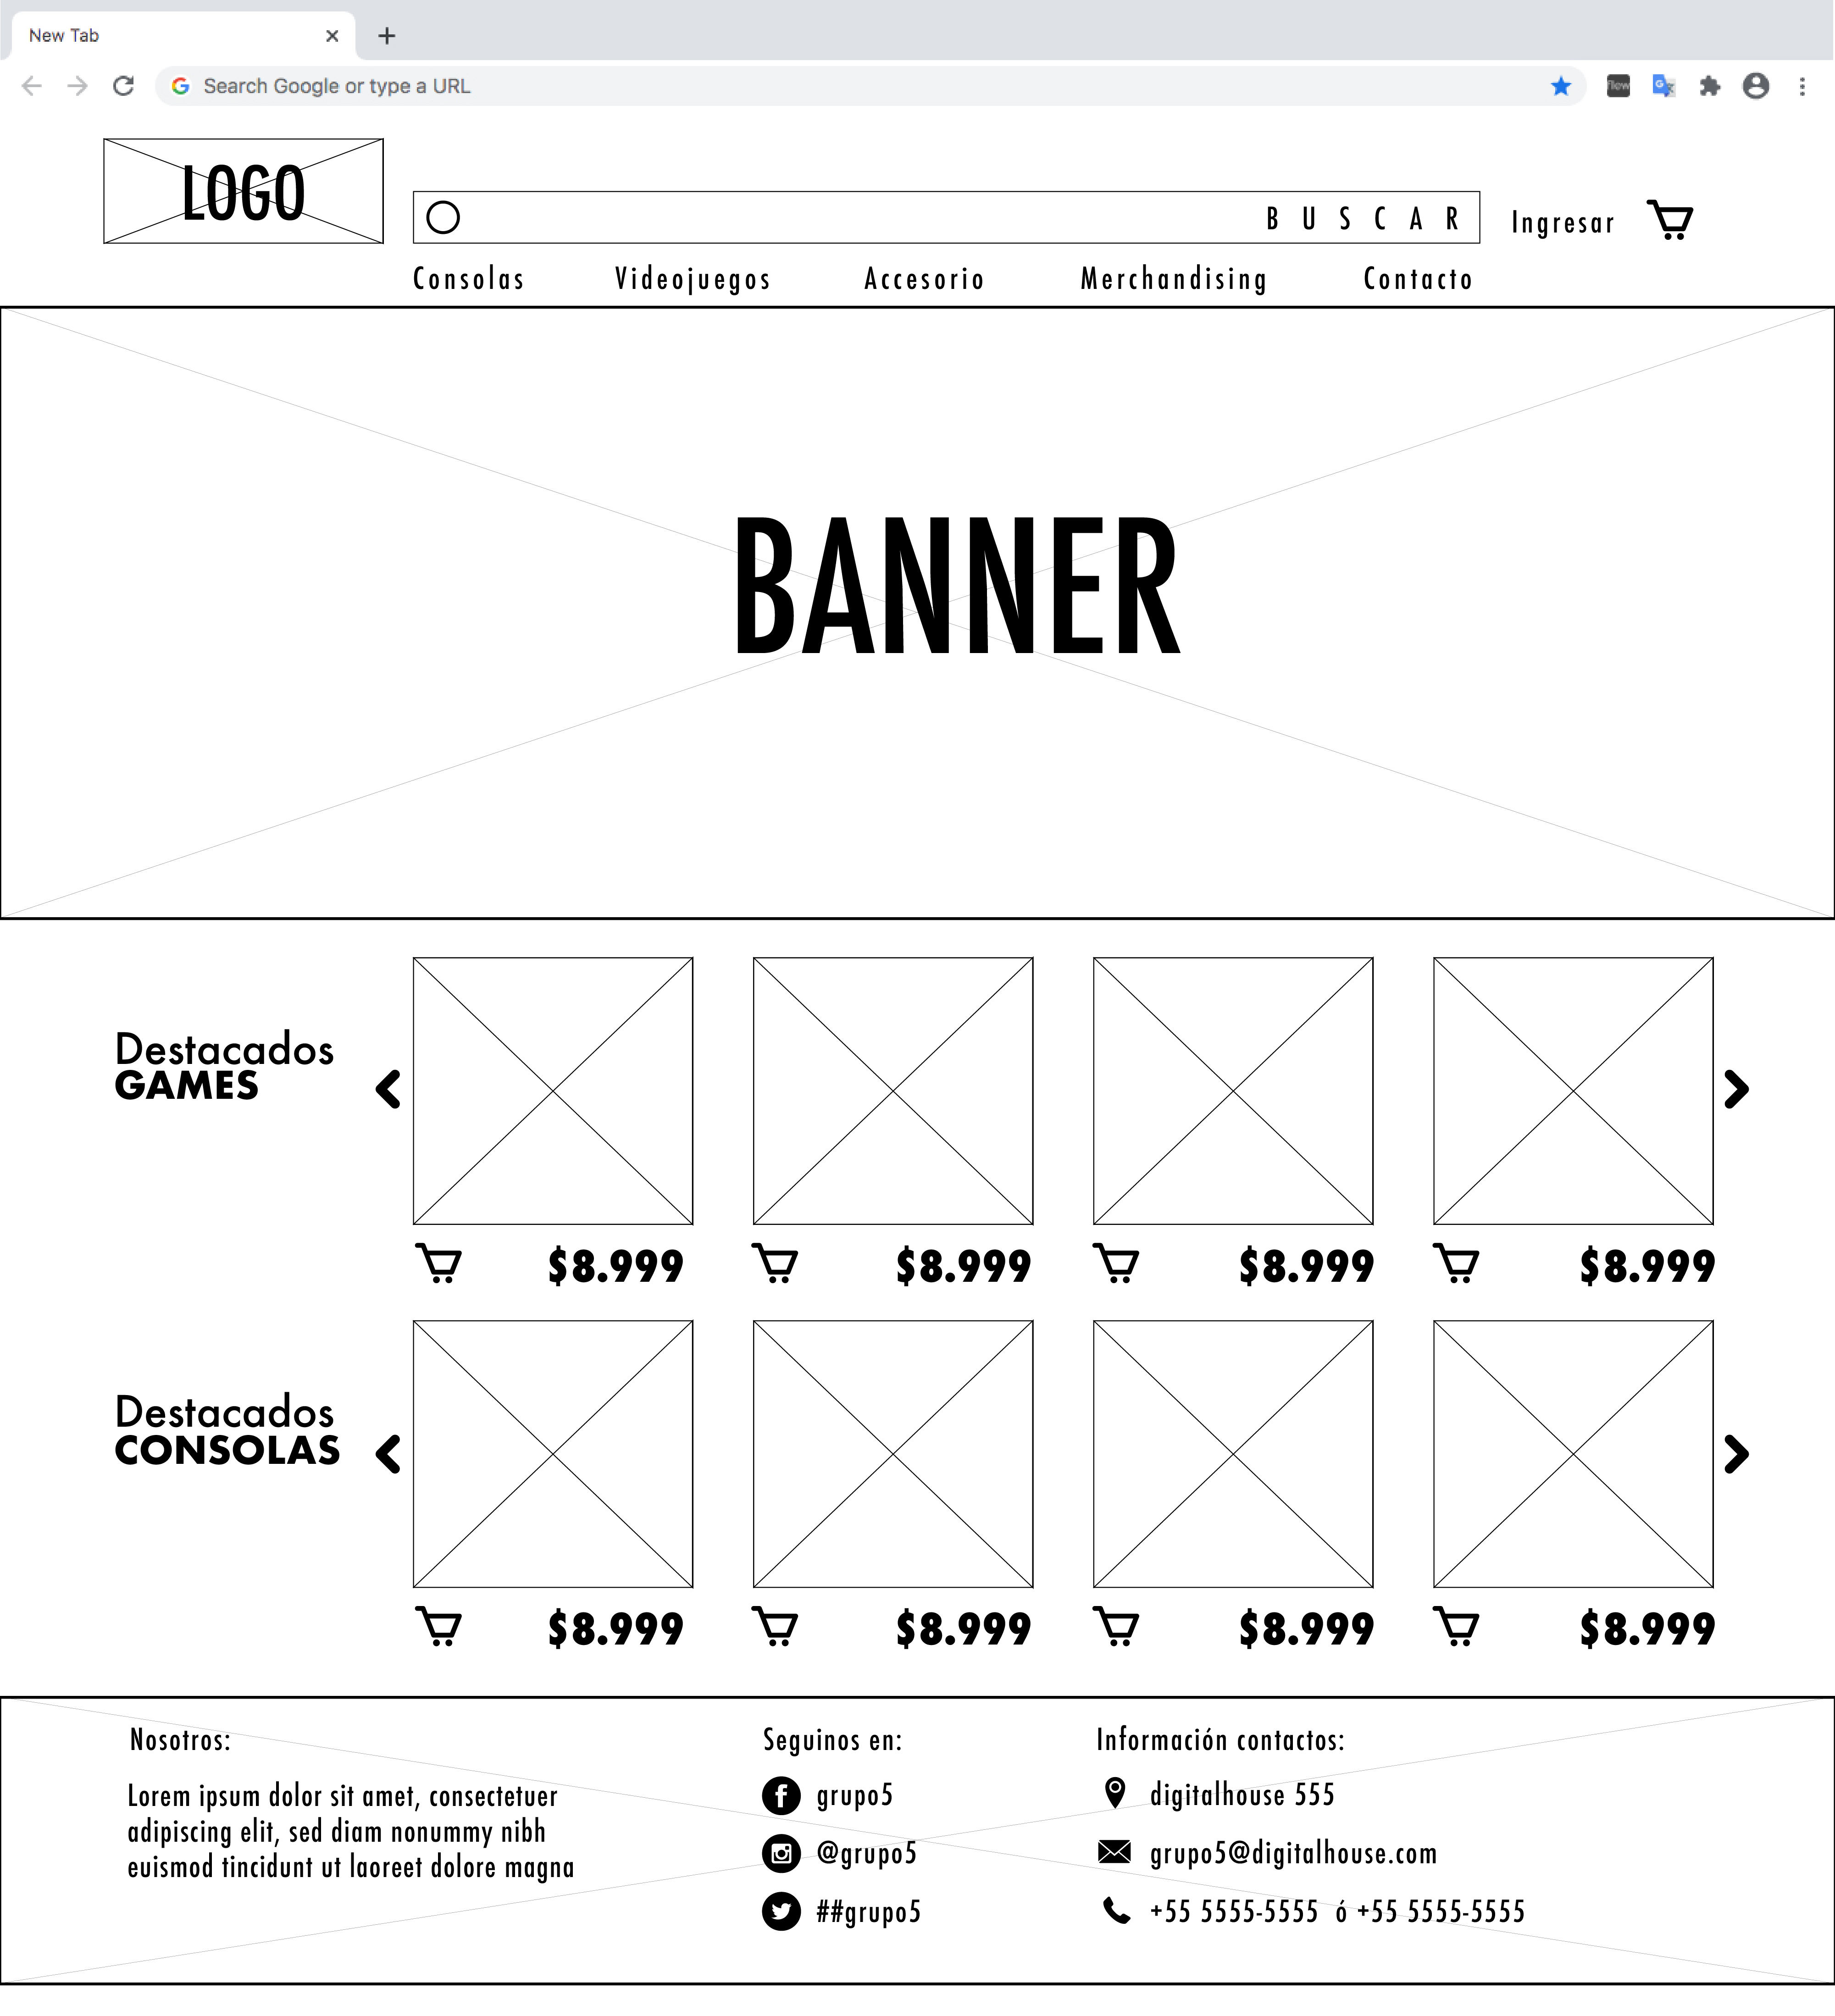 New Tab
Search Google or type a URL
LOGO
BUSCAR
Ingresar
Consolas Videojuegos Accesorio Merchandising Contacto
BANNER
Destacados
GAMES
$8.999 $8.999 $8.999 $8.999
Destacados
CONSOLAS
$8.999 $8.999 $8.999 $8.999
Nosotros:
Lorem ipsum dolor sit amet, consectetuer
adipiscing elit, sed diam nonummy nibh
euismod tincidunt ut laoreet dolore magna
Seguinos en:
grupo5
@grupo5
##grupo5
Información contactos:
digitalhouse 555
grupo5@digitalhouse.com
+55 5555-5555 ó +55 5555-5555